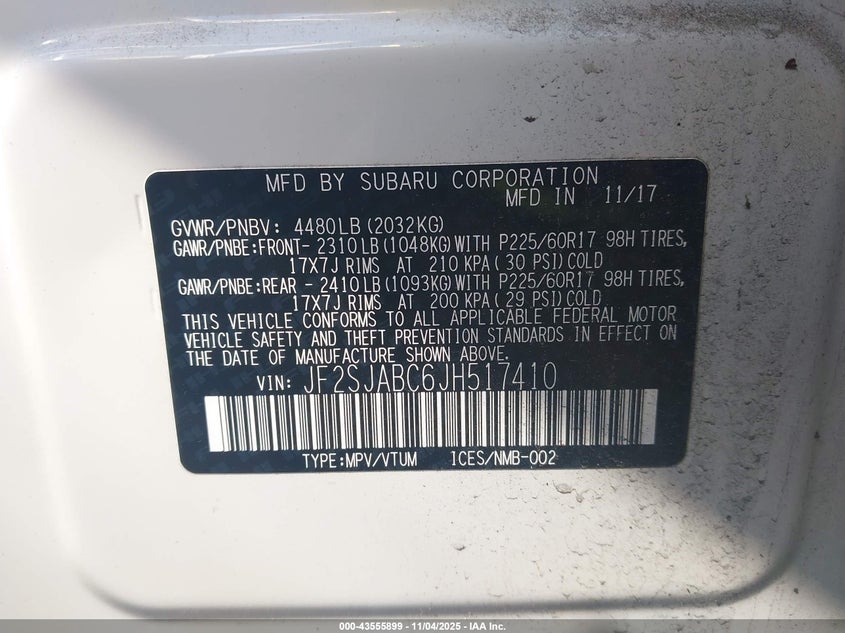 MFD BY SUBARU CORPORATION
MFD IN 11/17
GVWR/PNBV: 4480LB (2032KG)
GAWR/PNBE:FRONT- 2310LB (1048KG) WITH P225/60R17 98H TIRES,
17X7J RIMS AT 210 KPA ( 30 PSI) COLD
GAWR/PNBE:REAR - 2410LB (1093KG) WITH P225/60R17 98H TIRES,
17X7J RIMS AT 200 KPA ( 29 PSI) COLD
THIS VEHICLE CONFORMS TO ALL APPLICABLE FEDERAL MOTOR
VEHICLE SAFETY AND THEFT PREVENTION STANDARDS IN EFFECT ON
THE DATE OF MANUFACTURE SHOWN ABOVE.
VIN: JF2SJABC6JH517410
TYPE:MPV/VTUM 1CES/NMB-002
000-43555899 - 11/04/2025 - IAA Inc.